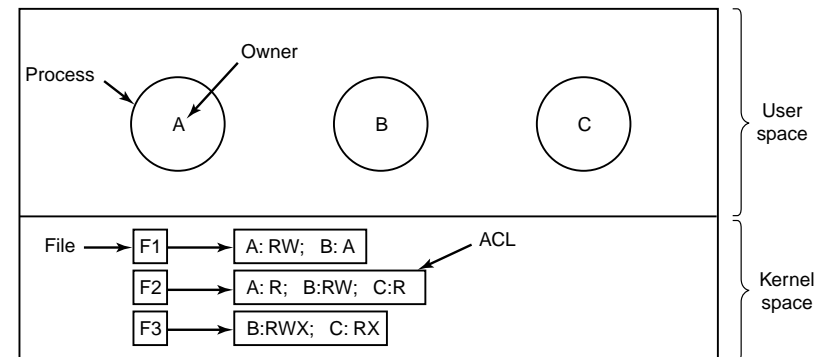 Owner
Process
A
B
C
User
space
File
F1
A: RW; B: A
ACL
F2
A: R; B:RW; C:R
F3
B:RWX; C: RX
Kernel
space